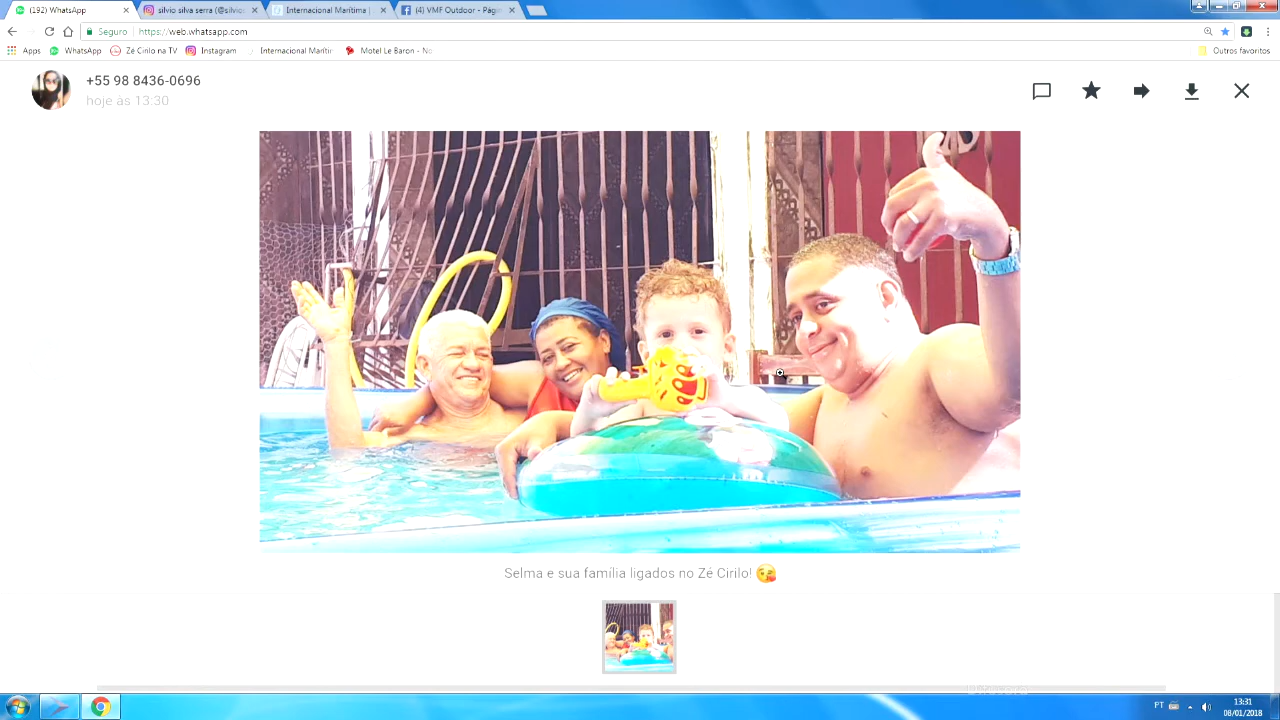 (192) WhatsApp
silvio silva serra (@silvio
Internacional Marítima |
(4) VMF Outdoor - Págin
Seguro
https://web.whatsapp.com
Apps
WhatsApp
Zé Cirilo na TV
Instagram
Internacional Marítim
Motel Le Baron - No
Outros favoritos
+55 98 8436-0696
hoje às 13:30
Selma e sua família ligados no Zé Cirilo!
PT
13:31
08/01/2018